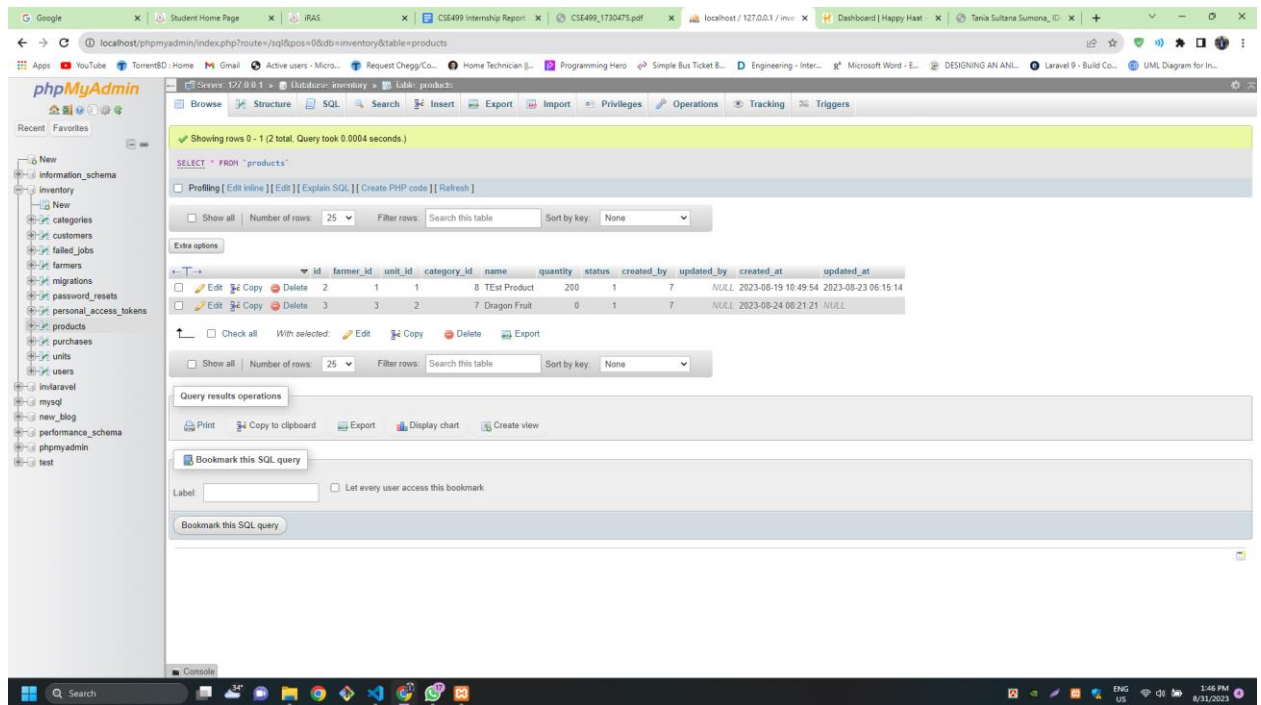 Google
Student Home Page
iRAS
CSE499 Internship Report
CSE499_1730475.pdf
localhost / 127.0.0.1 / inve
Dashboard | Happy Haat -
Tania Sultana Sumona_ID
localhost/phpmyadmin/index.php?route=/sql&pos=0&db=inventory&table=products
Apps YouTube TorrentBD : Home Gmail Active users - Micro... Request Chegg/Co... Home Technician |... Programming Hero Simple Bus Ticket B... Engineering - Inter... Microsoft Word - E... DESIGNING AN ANI... Laravel 9 - Build Co... UML Diagram for In...
phpMyAdmin
Recent Favorites
New
information_schema
inventory
New
categories
customers
failed_jobs
farmers
migrations
password_resets
personal_access_tokens
products
purchases
units
users
invlaravel
mysql
new_blog
performance_schema
phpmyadmin
test
Server: 127.0.0.1 » Database: inventory » Table: products
Browse Structure SQL Search Insert Export Import Privileges Operations Tracking Triggers
Showing rows 0 - 1 (2 total, Query took 0.0004 seconds.)
SELECT * FROM `products`
Profiling [ Edit inline ] [ Edit ] [ Explain SQL ] [ Create PHP code ] [ Refresh ]
Show all | Number of rows: 25 Filter rows: Search this table Sort by key: None
Extra options
id farmer_id unit_id category_id name quantity status created_by updated_by created_at updated_at
Edit Copy Delete 2 1 1 8 TEst Product 200 1 7 NULL 2023-08-19 10:49:54 2023-08-23 06:15:14
Edit Copy Delete 3 3 2 7 Dragon Fruit 0 1 7 NULL 2023-08-24 08:21:21 NULL
Check all With selected: Edit Copy Delete Export
Show all | Number of rows: 25 Filter rows: Search this table Sort by key: None
Query results operations
Print Copy to clipboard Export Display chart Create view
Bookmark this SQL query
Label: Let every user access this bookmark
Bookmark this SQL query
Console
Search
34°
ENG
US
1:46 PM
8/31/2023